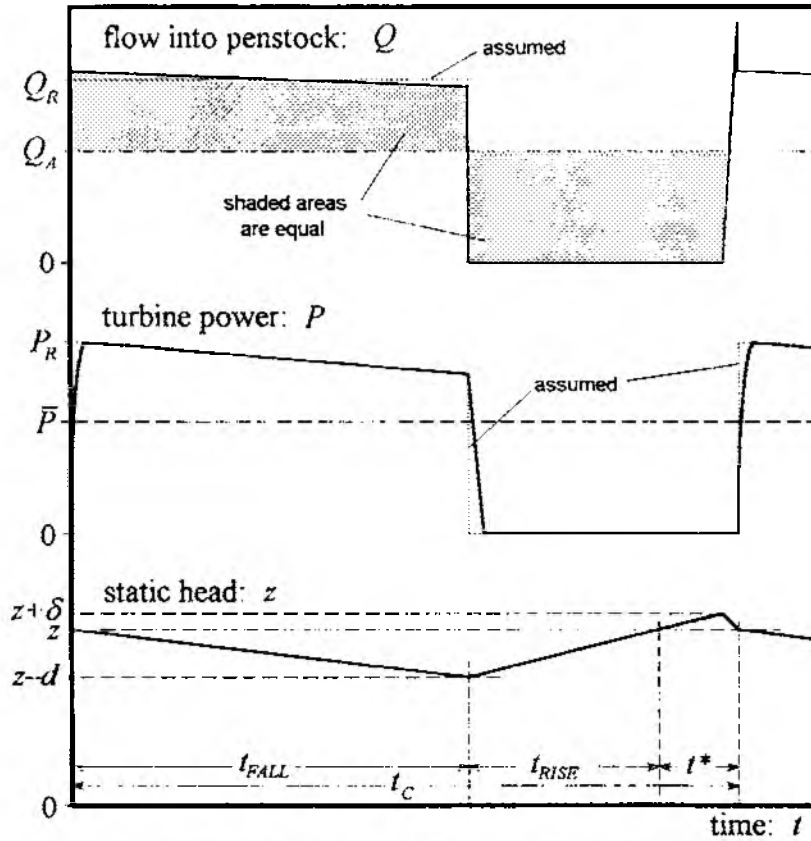 flow into penstock: Q
assumed
Q_R
Q_A
shaded areas
are equal
0
turbine power: P
P_R
assumed
P̅
0
static head: z
z+δ
z
z--d
t_FALL
t_RISE
t*
t_C
0
time: t